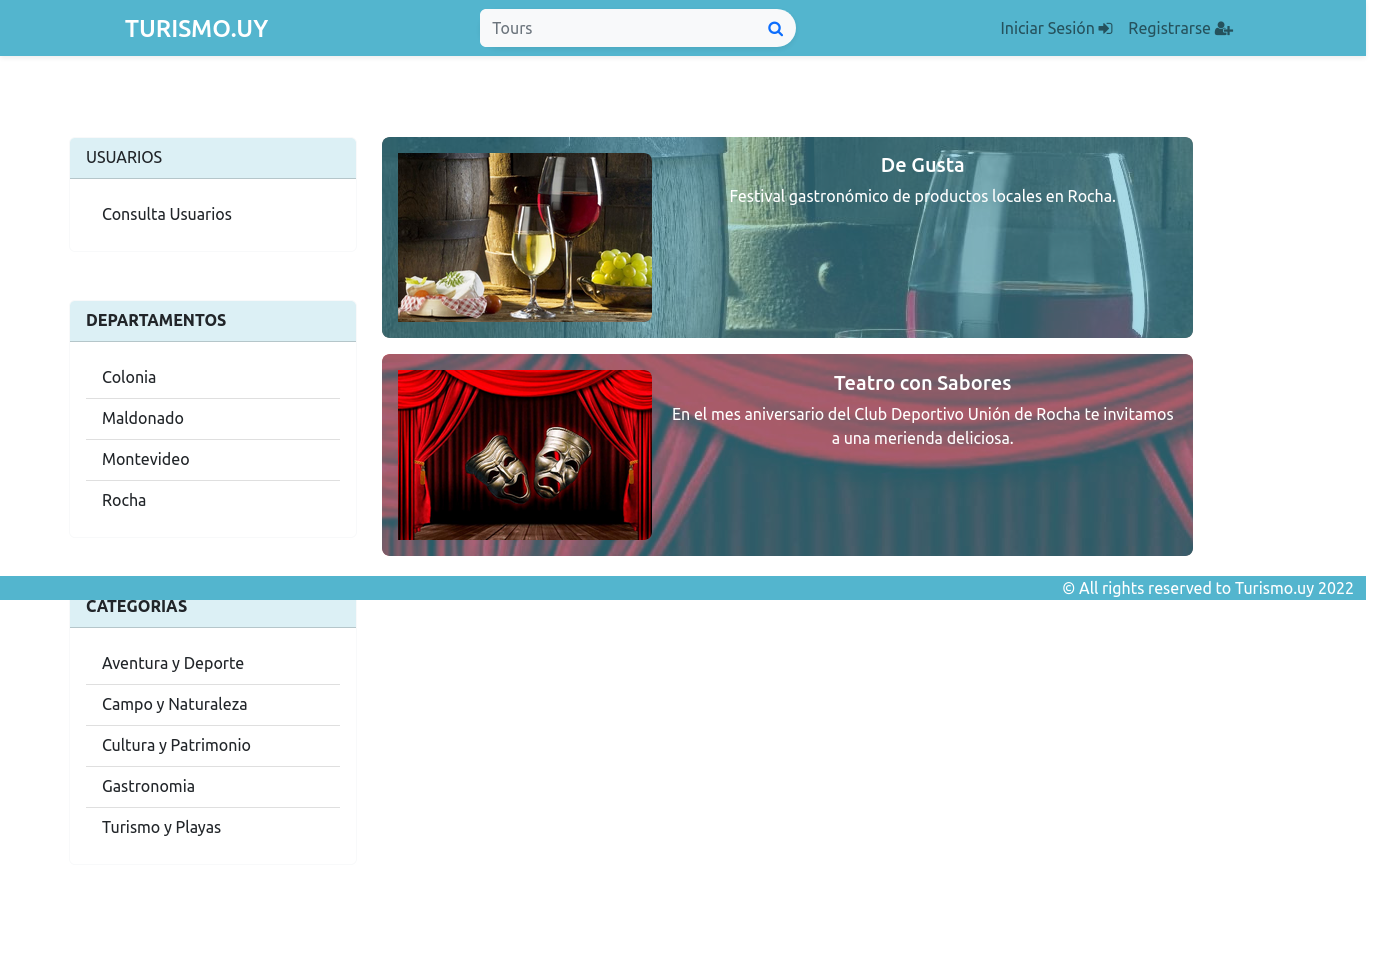 TURISMO.UY
Tours
Iniciar Sesión
Registrarse
USUARIOS
Consulta Usuarios
DEPARTAMENTOS
Colonia
Maldonado
Montevideo
Rocha
De Gusta
Festival gastronómico de productos locales en Rocha.
Teatro con Sabores
En el mes aniversario del Club Deportivo Unión de Rocha te invitamos
a una merienda deliciosa.
© All rights reserved to Turismo.uy 2022
CATEGORIAS
Aventura y Deporte
Campo y Naturaleza
Cultura y Patrimonio
Gastronomia
Turismo y Playas